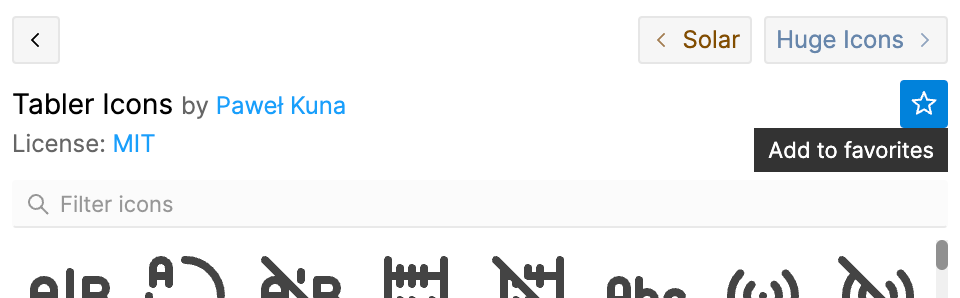 Solar
Huge Icons
Tabler Icons by Paweł Kuna
License: MIT
Add to favorites
Filter icons